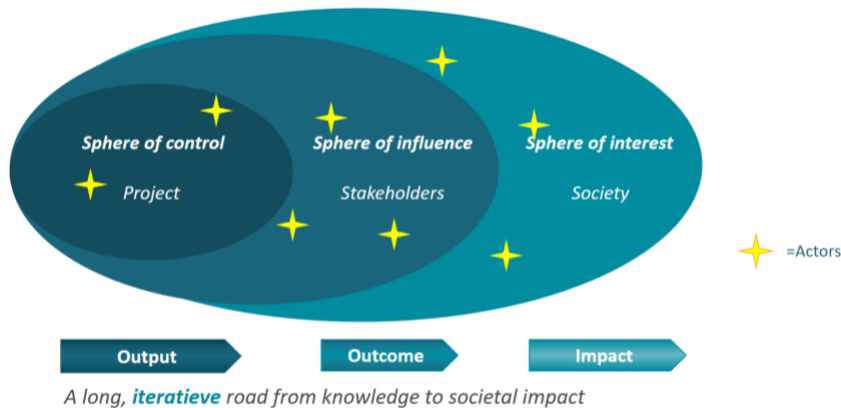 Sphere of control
Sphere of influence
Sphere of interest
Project
Stakeholders
Society
=Actors
Output
Outcome
Impact
A long, iteratieve road from knowledge to societal impact